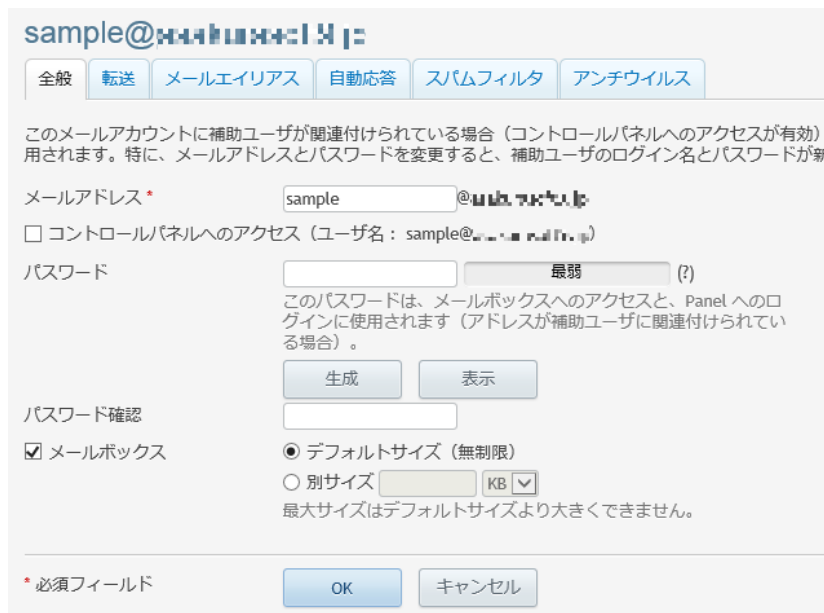 sample@
全般 転送 メールエイリアス 自動応答 スパムフィルタ アンチウイルス
このメールアカウントに補助ユーザが関連付けられている場合（コントロールパネルへのアクセスが有効）
用されます。特に、メールアドレスとパスワードを変更すると、補助ユーザのログイン名とパスワードが新
メールアドレス * sample @
コントロールパネルへのアクセス（ユーザ名： sample@ ）
パスワード 最弱 (?)
このパスワードは、メールボックスへのアクセスと、Panel へのロ
グインに使用されます（アドレスが補助ユーザに関連付けられてい
る場合）。
生成 表示
パスワード確認
メールボックス デフォルトサイズ（無制限）
別サイズ KB
最大サイズはデフォルトサイズより大きくできません。
* 必須フィールド OK キャンセル